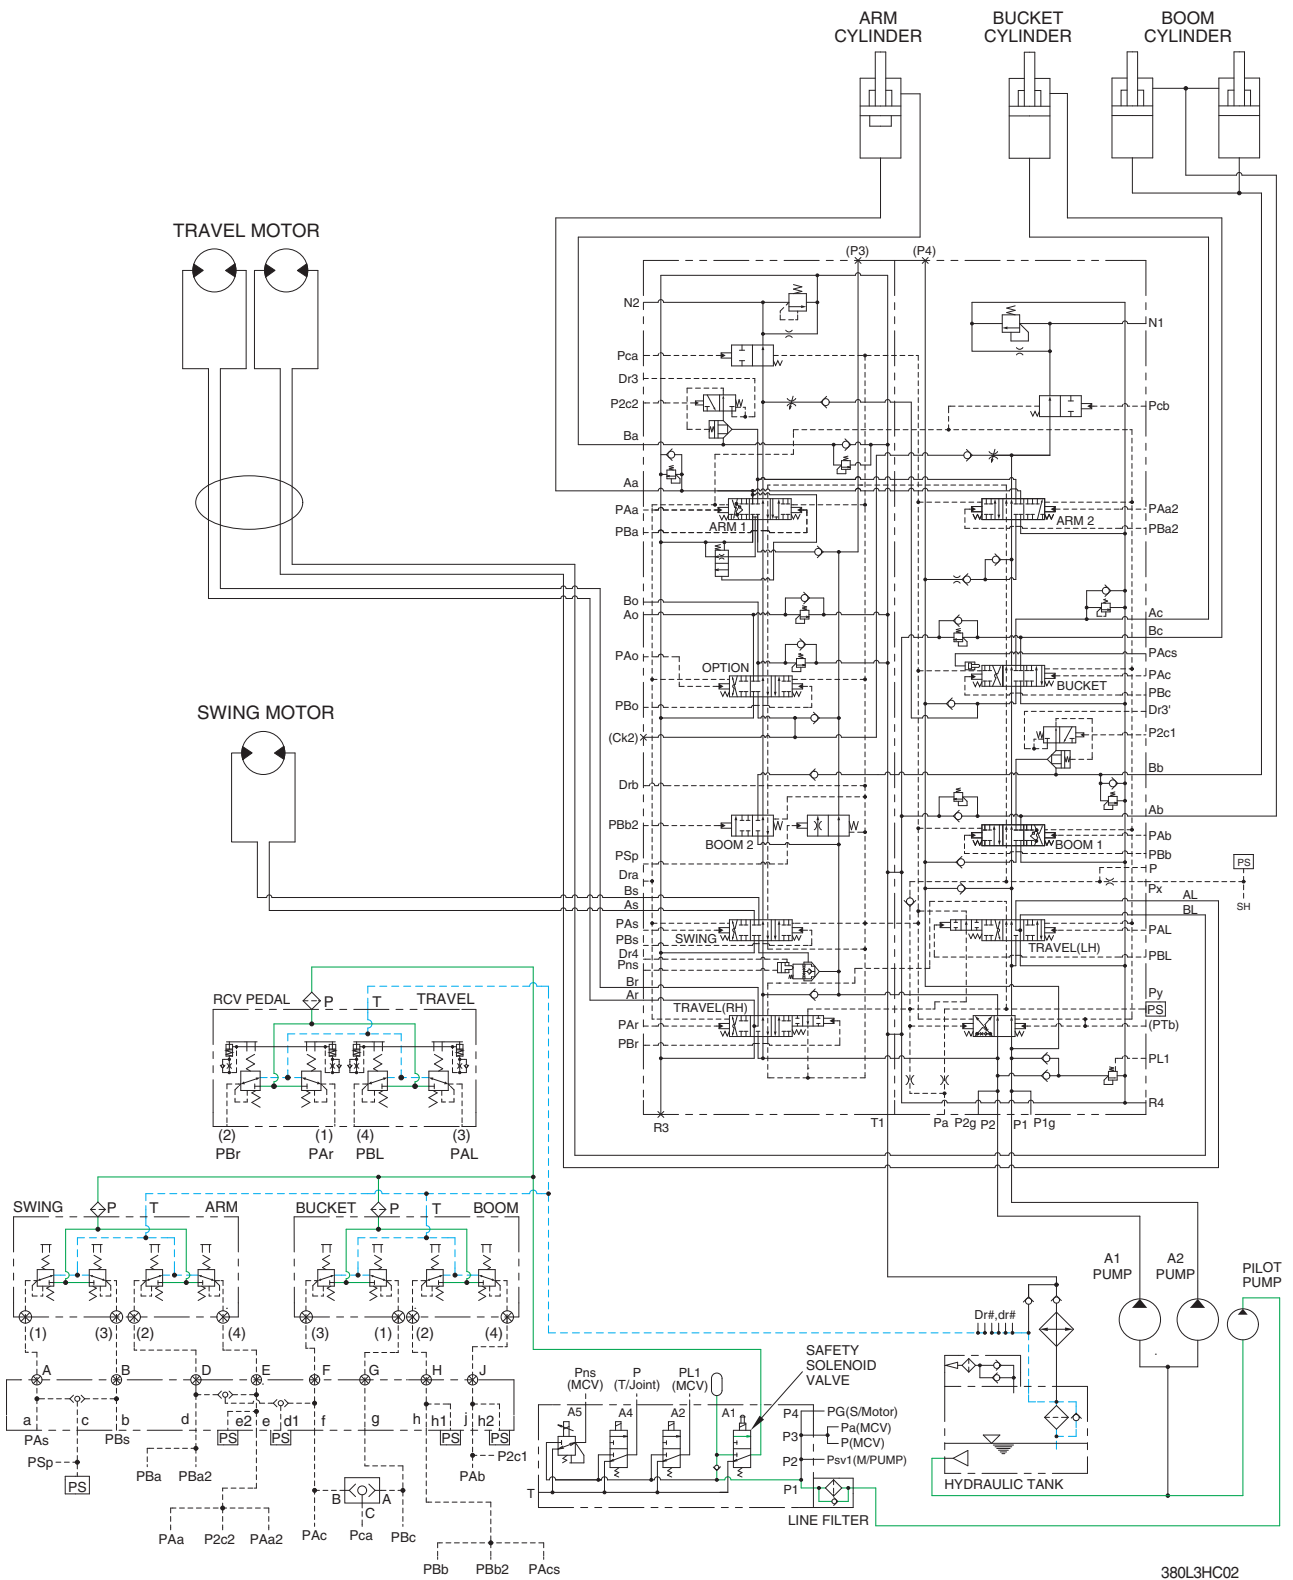 ARM
CYLINDER
BUCKET
CYLINDER
BOOM
CYLINDER
TRAVEL MOTOR
(P3)
(P4)
N2
N1
Pca
Dr3
P2c2
Pcb
Ba
Aa
PAa
ARM 1
PBa
ARM 2
PAa2
PBa2
Bo
Ao
Ac
Bc
PAo
OPTION
PAcs
PAc
BUCKET
PBo
PBc
Dr3'
SWING MOTOR
(Ck2)
P2c1
Bb
Drb
Ab
PBb2
BOOM 2
BOOM 1
PAb
PSp
PBb
P
PS
Dra
Px
Bs
As
AL
SH
BL
PAs
PBs
SWING
PAL
TRAVEL(LH)
Dr4
Pns
PBL
Br
Ar
Py
TRAVEL(RH)
PS
PAr
(PTb)
PBr
PL1
R4
R3
T1
Pa
P2g
P2
P1
P1g
RCV PEDAL
P
T
TRAVEL
(2)
(1)
(4)
(3)
PBr
PAr
PBL
PAL
SWING
P
T
ARM
BUCKET
P
T
BOOM
(1)
(3)
(2)
(4)
(3)
(1)
(2)
(4)
A
B
D
E
F
G
H
J
a
c
b
d
e2
e
d1
f
g
h
h1
j
h2
PAs
PBs
PS
PS
PS
PS
PSp
PS
PBa
PBa2
P2c1
PAb
B
A
C
PAa
P2c2
PAa2
PAc
Pca
PBc
PBb
PBb2
PAcs
A1
PUMP
A2
PUMP
PILOT
PUMP
Dr#,dr#
SAFETY
SOLENOID
VALVE
Pns
(MCV)
P
(T/Joint)
PL1
(MCV)
A5
A4
A2
A1
P4
PG(S/Motor)
Pa(MCV)
P3
P(MCV)
P2
Psv1(M/PUMP)
T
P1
LINE FILTER
HYDRAULIC TANK
380L3HC02